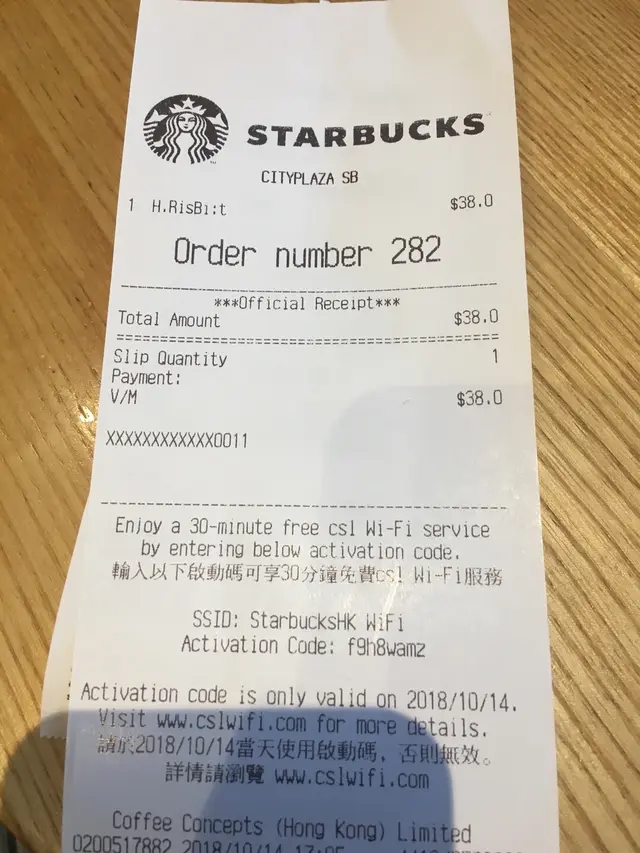 STARBUCKS
CITYPLAZA SB
1 H.RisBi:t $38.0
Order number 282
***Official Receipt***
Total Amount $38.0
Slip Quantity 1
Payment:
V/M $38.0
XXXXXXXXXXXX0011
Enjoy a 30-minute free csl Wi-Fi service
by entering below activation code.
輸入以下啟動碼可享30分鐘免費csl Wi-Fi服務
SSID: StarbucksHK WiFi
Activation Code: f9h8wamz
Activation code is only valid on 2018/10/14.
Visit www.cslwifi.com for more details.
請於2018/10/14當天使用啟動碼, 否則無效。
詳情請瀏覽 www.cslwifi.com
Coffee Concepts (Hong Kong) Limited
0200517882 2018/10/14